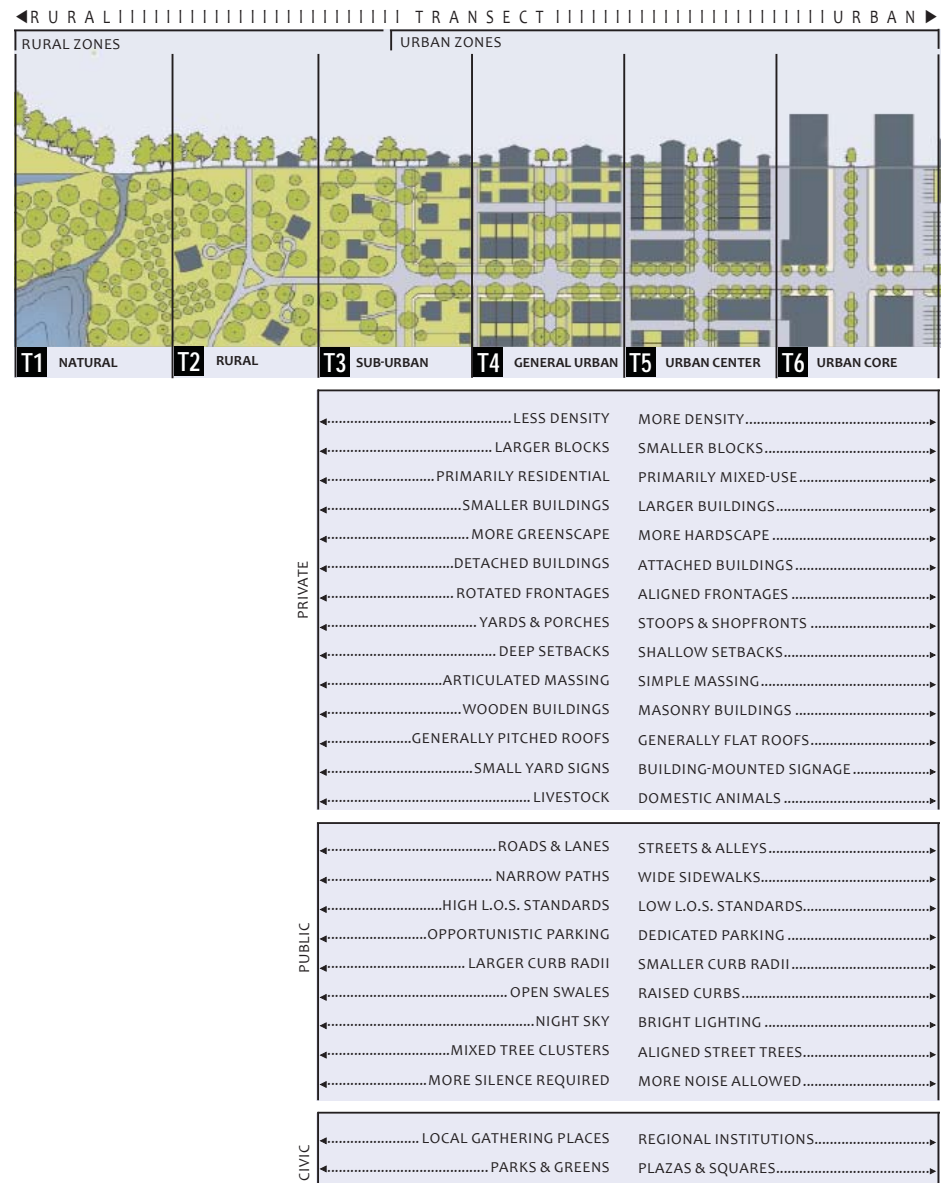 ◀RURAL I I I I I I I I I I I I I I I I I I I I I I TRANSECT I I I I I I I I I I I I I I I I I I I I I I URBAN▶
RURAL ZONES URBAN ZONES
T1 NATURAL T2 RURAL T3 SUB-URBAN T4 GENERAL URBAN T5 URBAN CENTER T6 URBAN CORE
PRIVATE
LESS DENSITY MORE DENSITY
LARGER BLOCKS SMALLER BLOCKS
PRIMARILY RESIDENTIAL PRIMARILY MIXED-USE
SMALLER BUILDINGS LARGER BUILDINGS
MORE GREENSCAPE MORE HARDSCAPE
DETACHED BUILDINGS ATTACHED BUILDINGS
ROTATED FRONTAGES ALIGNED FRONTAGES
YARDS & PORCHES STOOPS & SHOPFRONTS
DEEP SETBACKS SHALLOW SETBACKS
ARTICULATED MASSING SIMPLE MASSING
WOODEN BUILDINGS MASONRY BUILDINGS
GENERALLY PITCHED ROOFS GENERALLY FLAT ROOFS
SMALL YARD SIGNS BUILDING-MOUNTED SIGNAGE
LIVESTOCK DOMESTIC ANIMALS
PUBLIC
ROADS & LANES STREETS & ALLEYS
NARROW PATHS WIDE SIDEWALKS
HIGH L.O.S. STANDARDS LOW L.O.S. STANDARDS
OPPORTUNISTIC PARKING DEDICATED PARKING
LARGER CURB RADII SMALLER CURB RADII
OPEN SWALES RAISED CURBS
NIGHT SKY BRIGHT LIGHTING
MIXED TREE CLUSTERS ALIGNED STREET TREES
MORE SILENCE REQUIRED MORE NOISE ALLOWED
CIVIC
LOCAL GATHERING PLACES REGIONAL INSTITUTIONS
PARKS & GREENS PLAZAS & SQUARES